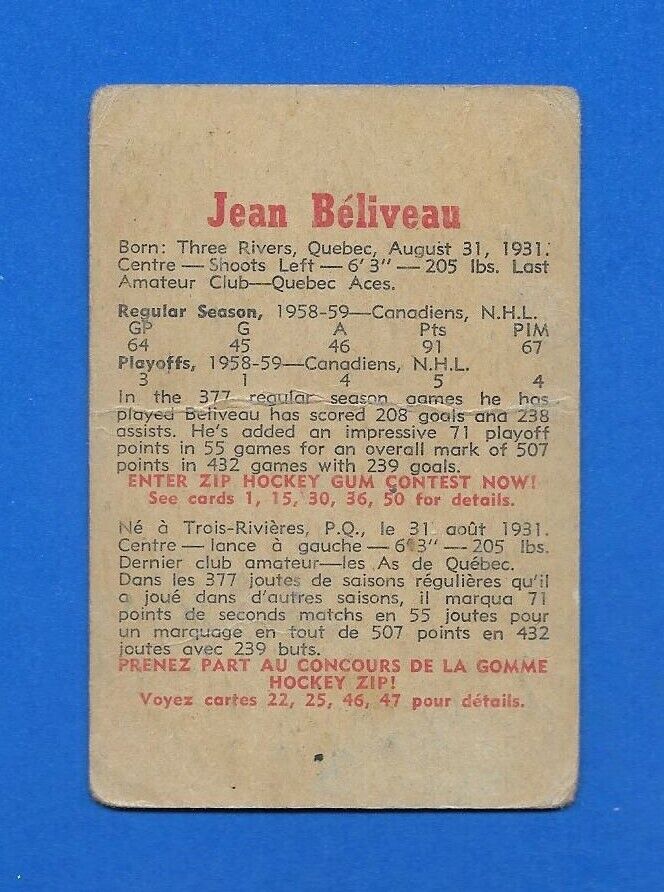 Jean Béliveau
Born: Three Rivers, Quebec, August 31, 1931.
Centre — Shoots Left — 6' 3" — 205 lbs. Last
Amateur Club—Quebec Aces.
Regular Season, 1958-59—Canadiens, N.H.L.
GP G A Pts PIM
64 45 46 91 67
Playoffs, 1958-59—Canadiens, N.H.L.
3 1 4 5 4
In the 377 regular season games he has
played Beliveau has scored 208 goals and 238
assists. He's added an impressive 71 playoff
points in 55 games for an overall mark of 507
points in 432 games with 239 goals.
ENTER ZIP HOCKEY GUM CONTEST NOW!
See cards 1, 15, 30, 36, 50 for details.
Né à Trois-Rivières, P.Q., le 31 août 1931.
Centre — lance à gauche — 6' 3" — 205 lbs.
Dernier club amateur—les As de Québec.
Dans les 377 joutes de saisons régulières qu'il
a joué dans d'autres saisons, il marqua 71
points de seconds matchs en 55 joutes pour
un marquage en tout de 507 points en 432
joutes avec 239 buts.
PRENEZ PART AU CONCOURS DE LA GOMME
HOCKEY ZIP!
Voyez cartes 22, 25, 46, 47 pour détails.